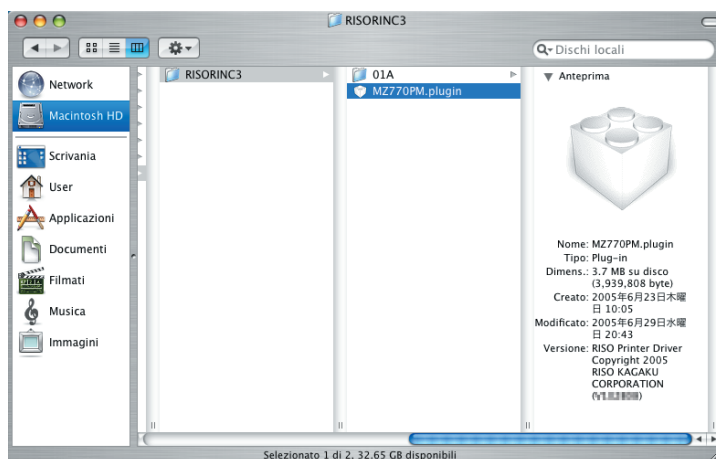 RISORINC3
Dischi locali
Network
Macintosh HD
Scrivania
User
Applicazioni
Documenti
Filmati
Musica
Immagini
RISORINC3
01A
MZ770PM.plugin
Anteprima
Nome: MZ770PM.plugin
Tipo: Plug-in
Dimens.: 3.7 MB su disco
(3,939,808 byte)
Creato: 2005年6月23日木曜
日 10:05
Modificato: 2005年6月29日水曜
日 20:43
Versione: RISO Printer Driver
Copyright 2005
RISO KAGAKU
CORPORATION
Selezionato 1 di 2, 32.65 GB disponibili